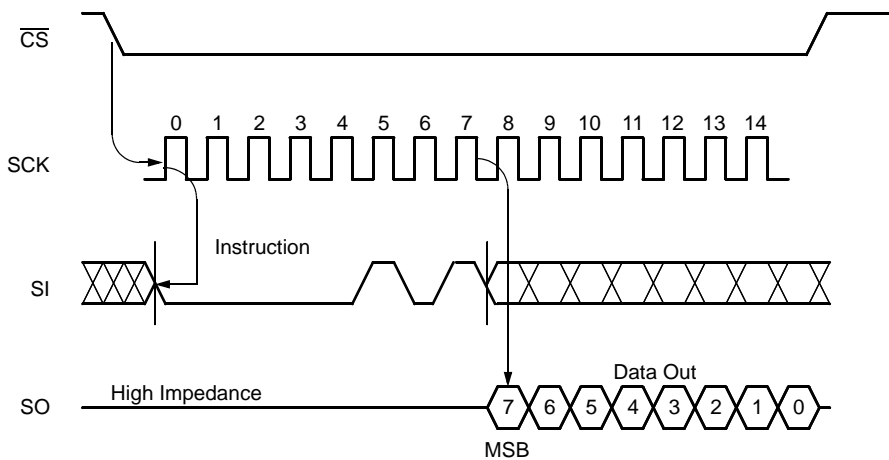 CS
0 1 2 3 4 5 6 7 8 9 10 11 12 13 14
SCK
Instruction
SI
Data Out
High Impedance
SO
7 6 5 4 3 2 1 0
MSB